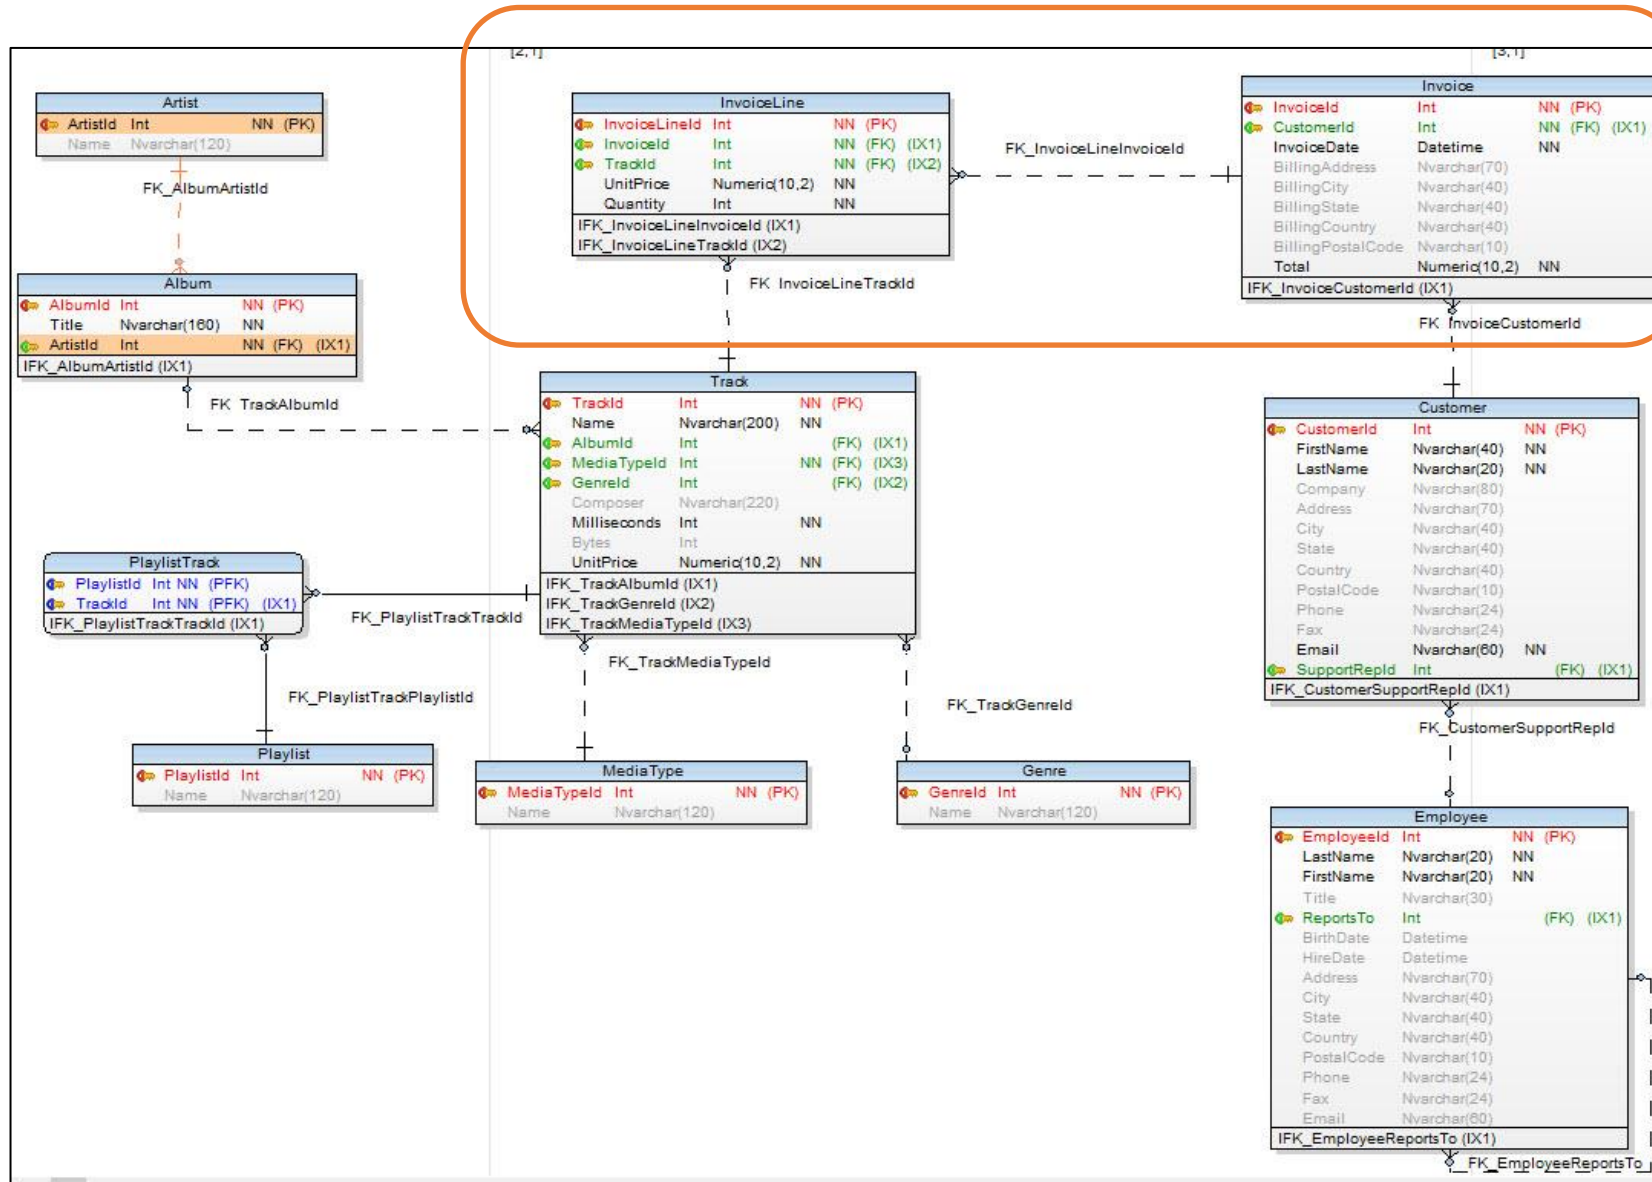 [2,1]
[3,1]
Artist
ArtistId Int NN (PK)
Name Nvarchar(120)
FK_AlbumArtistId
Album
AlbumId Int NN (PK)
Title Nvarchar(160) NN
ArtistId Int NN (FK) (IX1)
IFK_AlbumArtistId (IX1)
FK_TrackAlbumId
InvoiceLine
InvoiceLineId Int NN (PK)
InvoiceId Int NN (FK) (IX1)
TrackId Int NN (FK) (IX2)
UnitPrice Numeric(10,2) NN
Quantity Int NN
IFK_InvoiceLineInvoiceId (IX1)
IFK_InvoiceLineTrackId (IX2)
FK_InvoiceLineInvoiceId
FK_InvoiceLineTrackId
Invoice
InvoiceId Int NN (PK)
CustomerId Int NN (FK) (IX1)
InvoiceDate Datetime NN
BillingAddress Nvarchar(70)
BillingCity Nvarchar(40)
BillingState Nvarchar(40)
BillingCountry Nvarchar(40)
BillingPostalCode Nvarchar(10)
Total Numeric(10,2) NN
IFK_InvoiceCustomerId (IX1)
FK_InvoiceCustomerId
Track
TrackId Int NN (PK)
Name Nvarchar(200) NN
AlbumId Int (FK) (IX1)
MediaTypeId Int NN (FK) (IX3)
GenreId Int (FK) (IX2)
Composer Nvarchar(220)
Milliseconds Int NN
Bytes Int
UnitPrice Numeric(10,2) NN
IFK_TrackAlbumId (IX1)
IFK_TrackGenreId (IX2)
IFK_TrackMediaTypeId (IX3)
Customer
CustomerId Int NN (PK)
FirstName Nvarchar(40) NN
LastName Nvarchar(20) NN
Company Nvarchar(80)
Address Nvarchar(70)
City Nvarchar(40)
State Nvarchar(40)
Country Nvarchar(40)
PostalCode Nvarchar(10)
Phone Nvarchar(24)
Fax Nvarchar(24)
Email Nvarchar(60) NN
SupportRepId Int (FK) (IX1)
IFK_CustomerSupportRepId (IX1)
FK_CustomerSupportRepId
PlaylistTrack
PlaylistId Int NN (PFK)
TrackId Int NN (PFK) (IX1)
IFK_PlaylistTrackTrackId (IX1)
FK_PlaylistTrackTrackId
FK_PlaylistTrackPlaylistId
FK_TrackMediaTypeId
FK_TrackGenreId
Playlist
PlaylistId Int NN (PK)
Name Nvarchar(120)
MediaType
MediaTypeId Int NN (PK)
Name Nvarchar(120)
Genre
GenreId Int NN (PK)
Name Nvarchar(120)
Employee
EmployeeId Int NN (PK)
LastName Nvarchar(20) NN
FirstName Nvarchar(20) NN
Title Nvarchar(30)
ReportsTo Int (FK) (IX1)
BirthDate Datetime
HireDate Datetime
Address Nvarchar(70)
City Nvarchar(40)
State Nvarchar(40)
Country Nvarchar(40)
PostalCode Nvarchar(10)
Phone Nvarchar(24)
Fax Nvarchar(24)
Email Nvarchar(60)
IFK_EmployeeReportsTo (IX1)
FK_EmployeeReportsTo